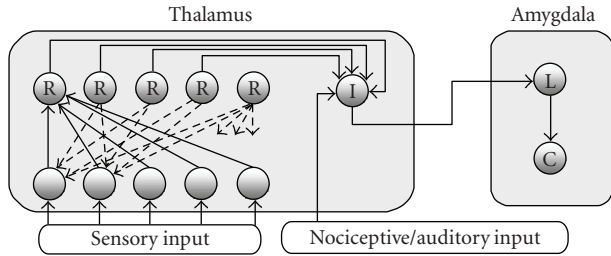 Thalamus
Amygdala
R R R R R I
L
C
Sensory input
Nociceptive/auditory input